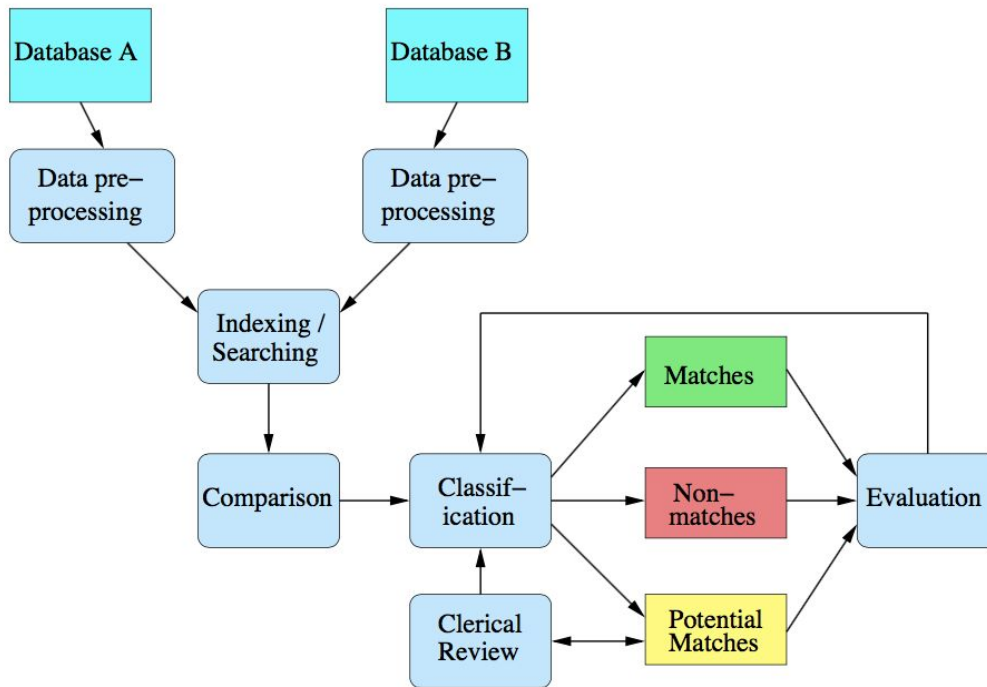 Database A
Database B
Data pre–
processing
Data pre–
processing
Indexing /
Searching
Matches
Comparison
Classif–
ication
Non–
matches
Evaluation
Clerical
Review
Potential
Matches